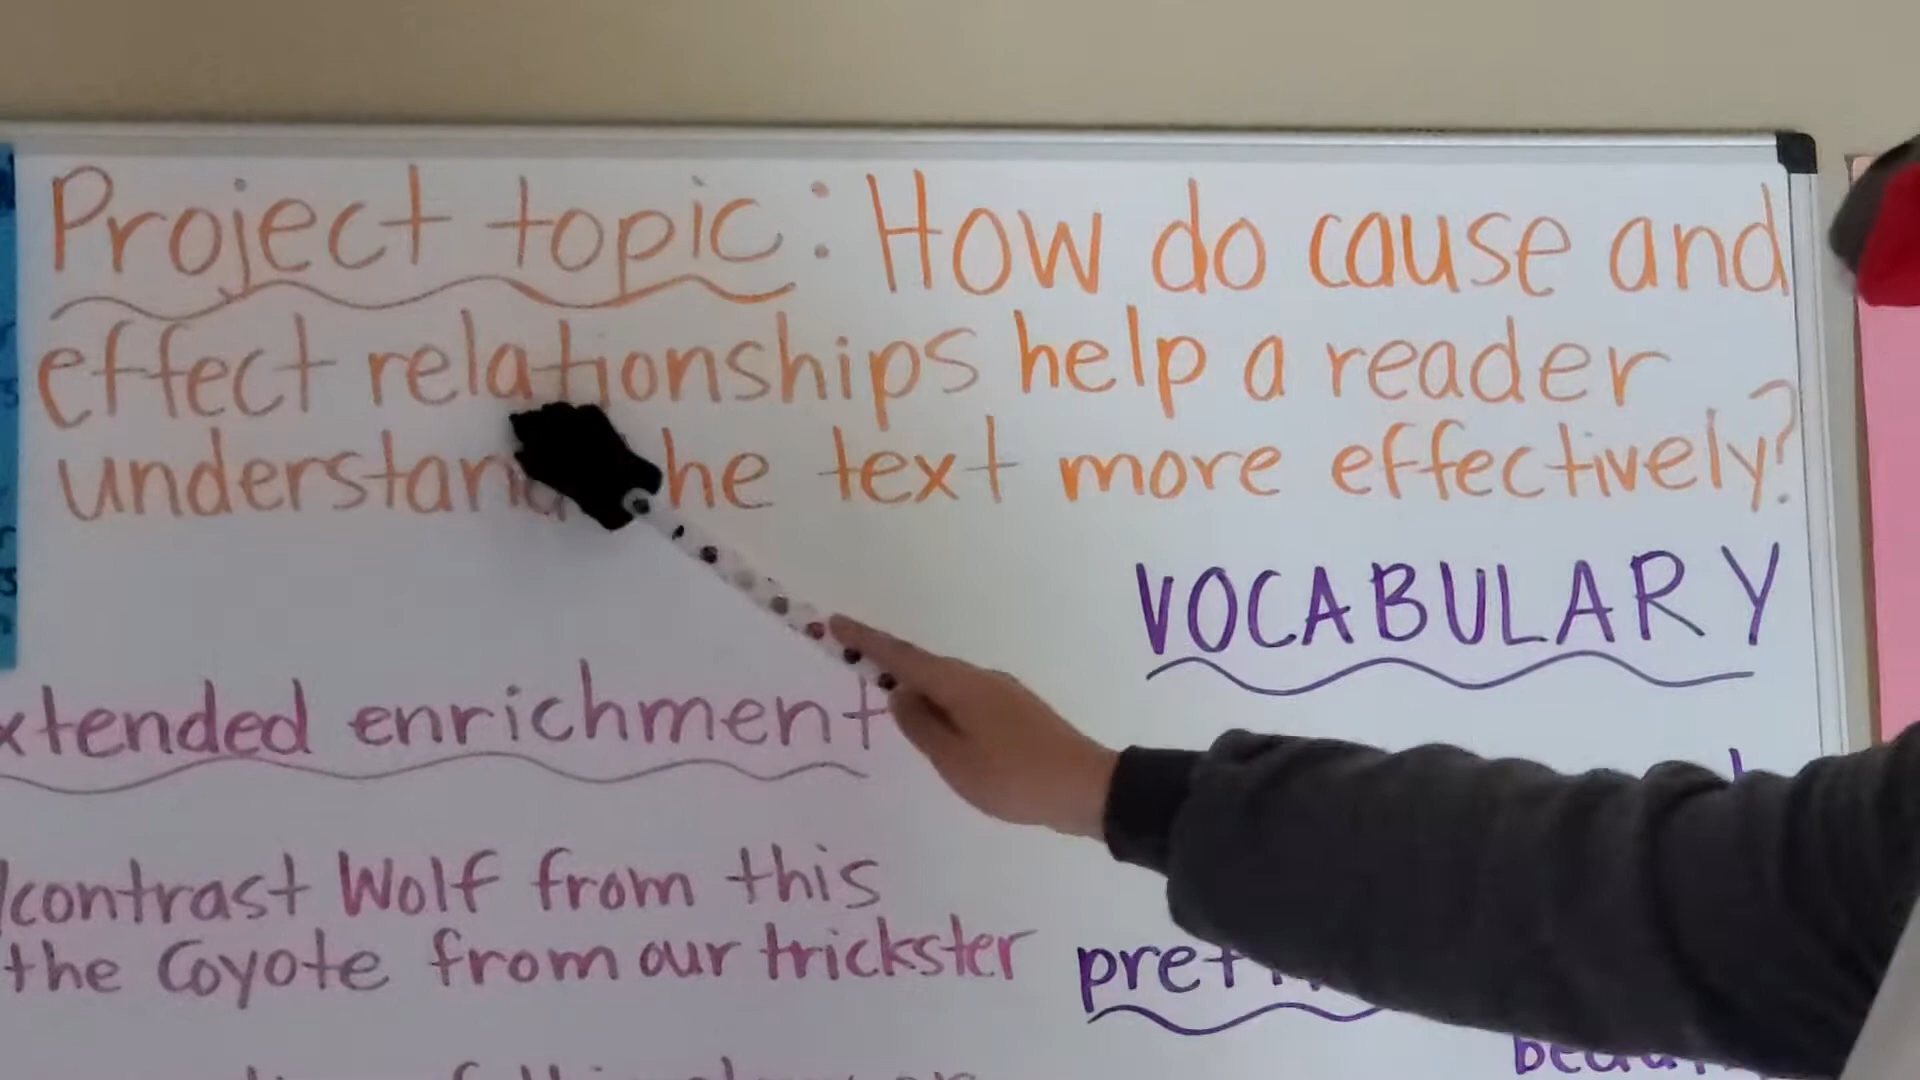 Project topic: How do cause and
effect relationships help a reader
understand the text more effectively?
VOCABULARY
xtended enrichment
/contrast Wolf from this
the Coyote from our trickster